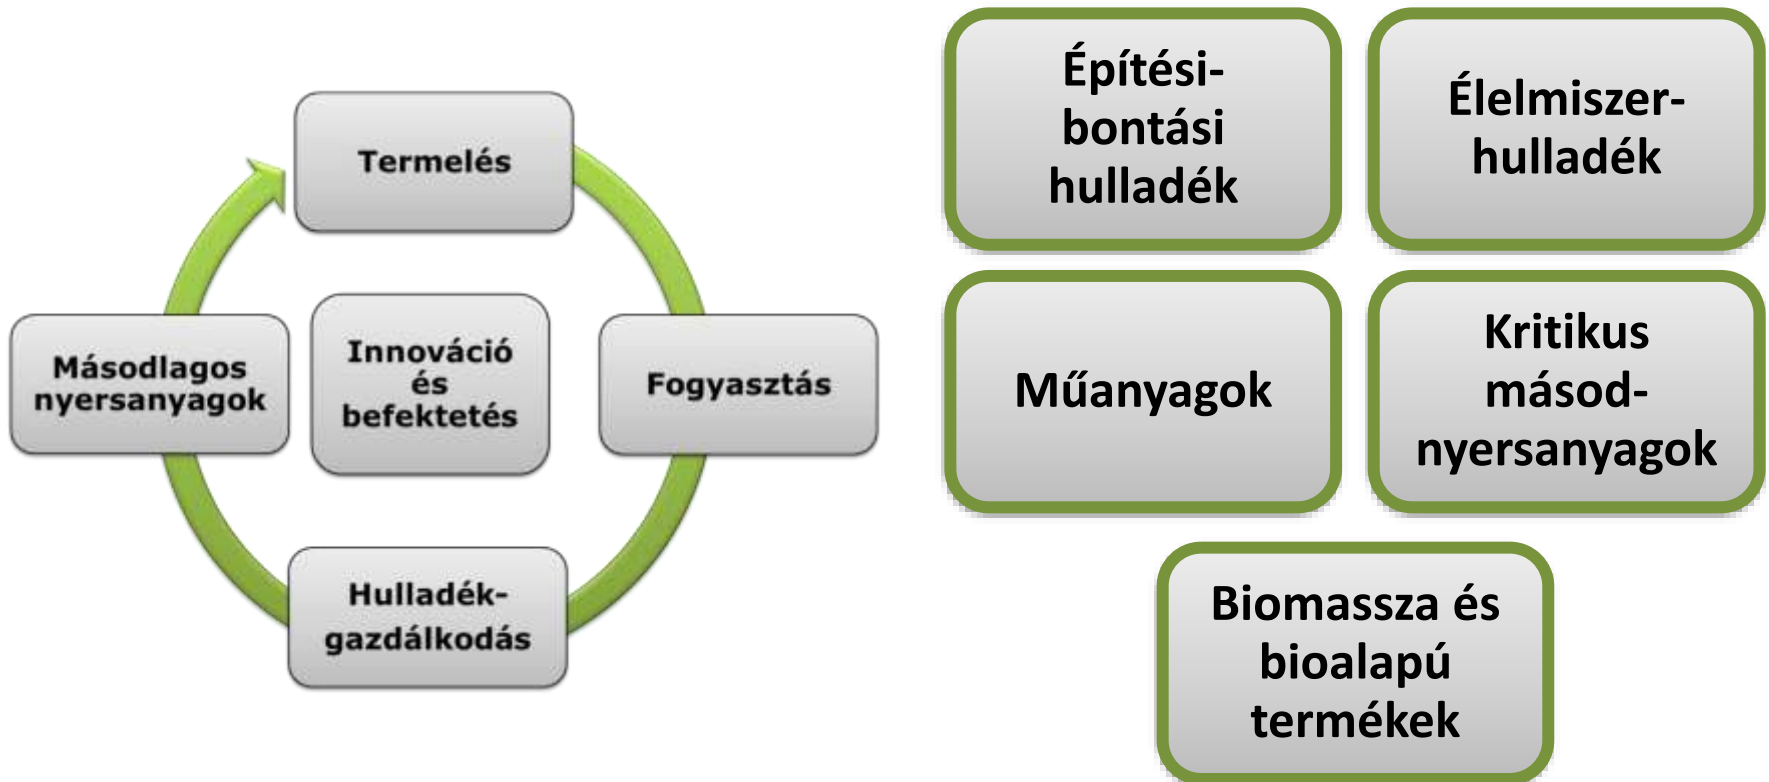 Termelés
Másodlagos
nyersanyagok
Innováció
és
befektetés
Fogyasztás
Hulladék-
gazdálkodás
Építési-
bontási
hulladék
Élelmiszer-
hulladék
Műanyagok
Kritikus
másod-
nyersanyagok
Biomassza és
bioalapú
termékek